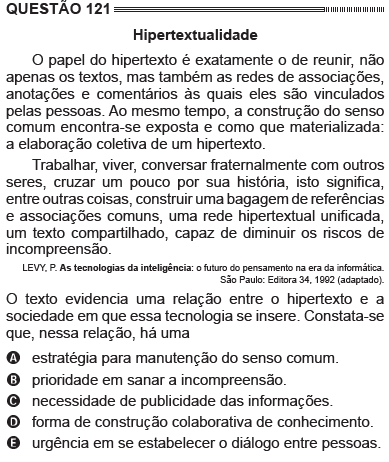 QUESTÃO 121
Hipertextualidade
O papel do hipertexto é exatamente o de reunir, não
apenas os textos, mas também as redes de associações,
anotações e comentários às quais eles são vinculados
pelas pessoas. Ao mesmo tempo, a construção do senso
comum encontra-se exposta e como que materializada:
a elaboração coletiva de um hipertexto.
Trabalhar, viver, conversar fraternalmente com outros
seres, cruzar um pouco por sua história, isto significa,
entre outras coisas, construir uma bagagem de referências
e associações comuns, uma rede hipertextual unificada,
um texto compartilhado, capaz de diminuir os riscos de
incompreensão.
LEVY, P. As tecnologias da inteligência: o futuro do pensamento na era da informática.
São Paulo: Editora 34, 1992 (adaptado).
O texto evidencia uma relação entre o hipertexto e a
sociedade em que essa tecnologia se insere. Constata-se
que, nessa relação, há uma
A estratégia para manutenção do senso comum.
B prioridade em sanar a incompreensão.
C necessidade de publicidade das informações.
D forma de construção colaborativa de conhecimento.
E urgência em se estabelecer o diálogo entre pessoas.